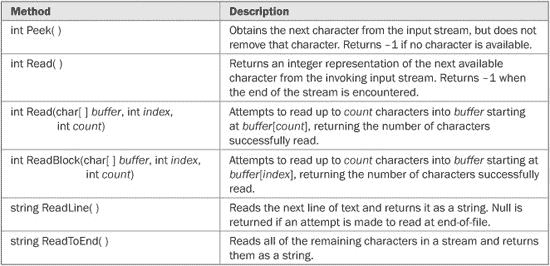 Method Description
int Peek( ) Obtains the next character from the input stream, but does not
remove that character. Returns –1 if no character is available.
int Read( ) Returns an integer representation of the next available
character from the invoking input stream. Returns –1 when
the end of the stream is encountered.
int Read(char[ ] buffer, int index, Attempts to read up to count characters into buffer starting
int count) at buffer[count], returning the number of characters
successfully read.
int ReadBlock(char[ ] buffer, int index, Attempts to read up to count characters into buffer starting at
int count) buffer[index], returning the number of characters successfully
read.
string ReadLine( ) Reads the next line of text and returns it as a string. Null is
returned if an attempt is made to read at end-of-file.
string ReadToEnd( ) Reads all of the remaining characters in a stream and returns
them as a string.